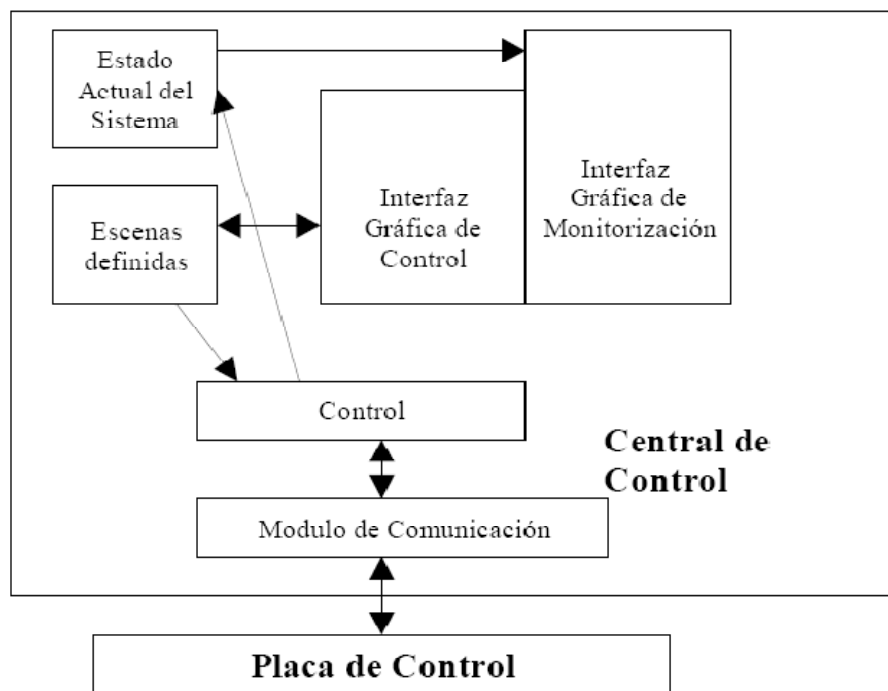 Estado
Actual del
Sistema
Escenas
definidas
Interfaz
Gráfica de
Control
Interfaz
Gráfica de
Monitorización
Control
Central de
Control
Modulo de Comunicación
Placa de Control